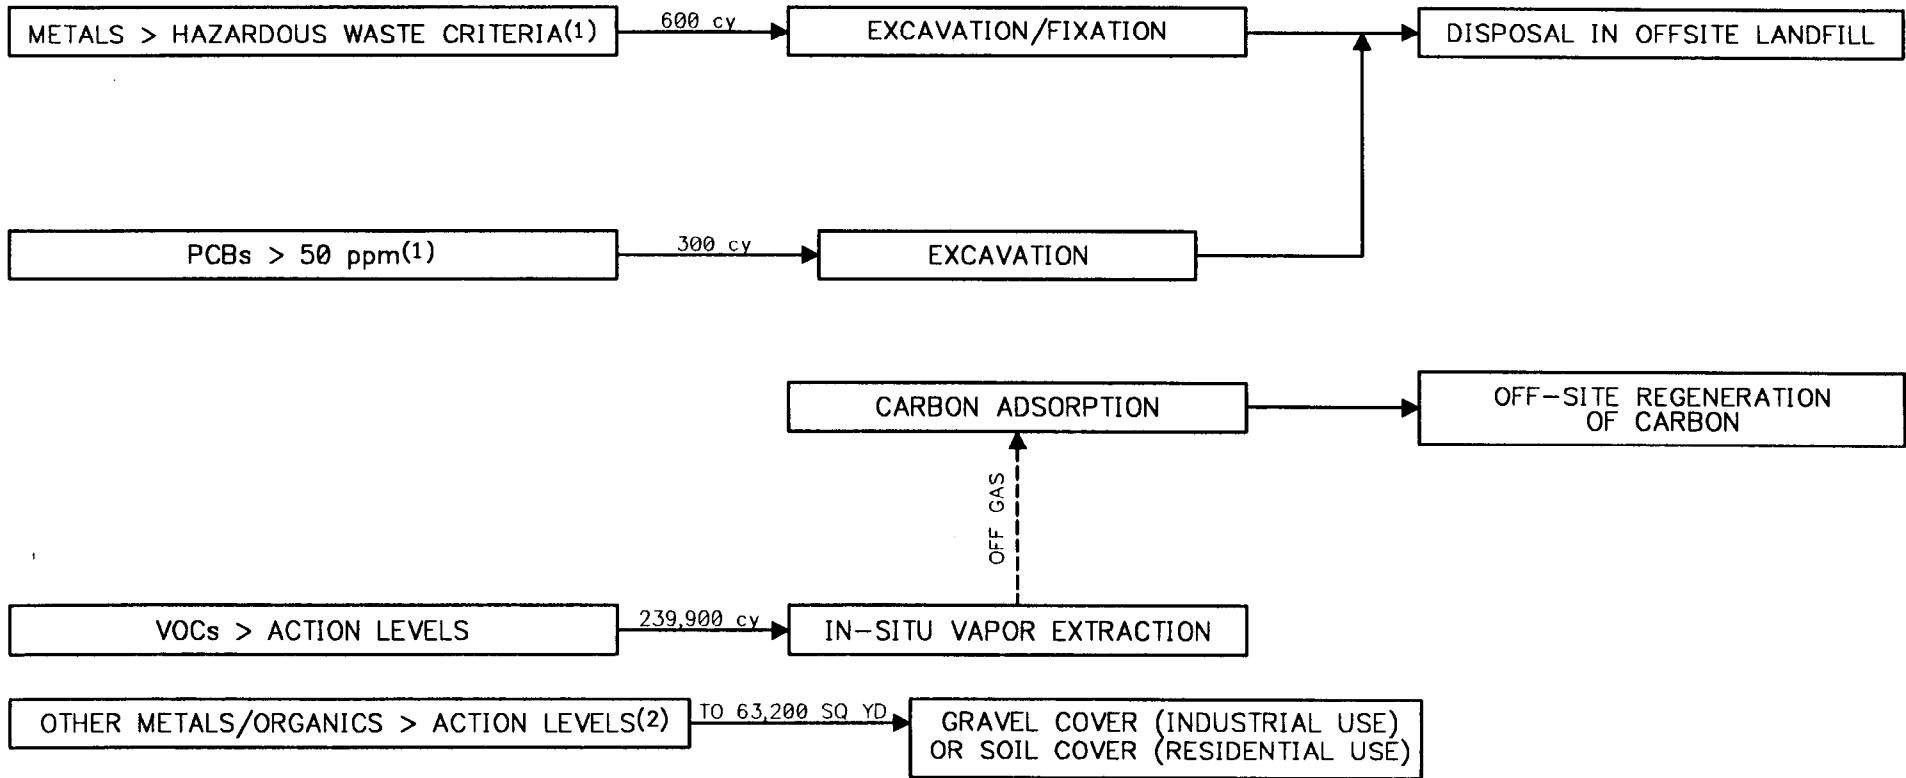 METALS > HAZARDOUS WASTE CRITERIA(1)
600 cy
EXCAVATION/FIXATION
DISPOSAL IN OFFSITE LANDFILL
PCBs > 50 ppm(1)
300 cy
EXCAVATION
CARBON ADSORPTION
OFF-SITE REGENERATION
OF CARBON
OFF GAS
VOCs > ACTION LEVELS
239,900 cy
IN-SITU VAPOR EXTRACTION
OTHER METALS/ORGANICS > ACTION LEVELS(2)
TO 63,200 SQ YD
GRAVEL COVER (INDUSTRIAL USE)
OR SOIL COVER (RESIDENTIAL USE)